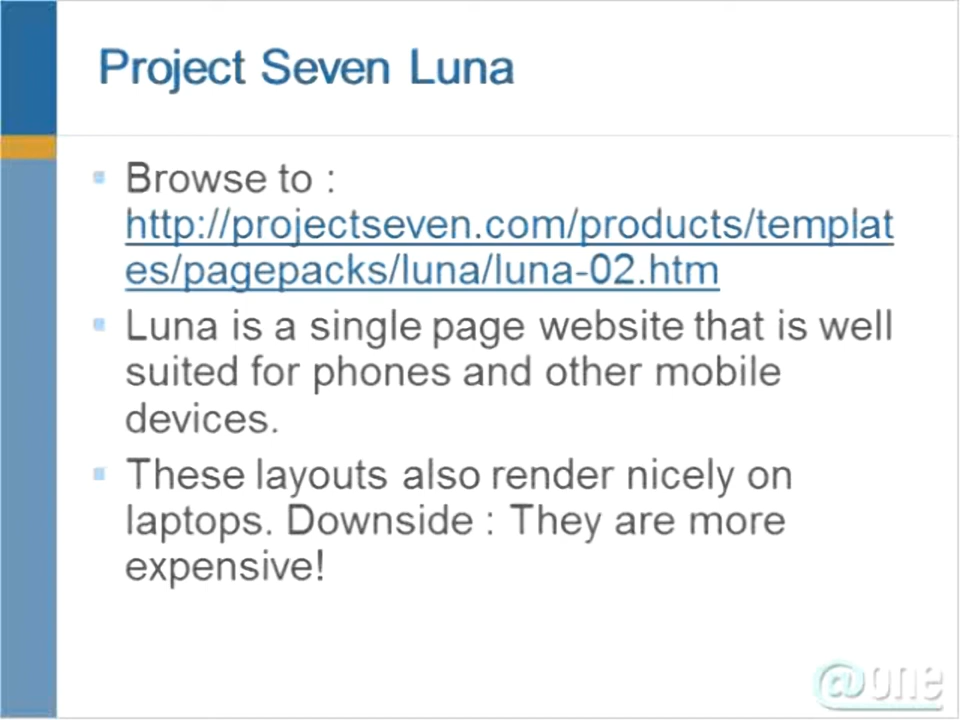 Project Seven Luna
Browse to :
http://projectseven.com/products/templat
es/pagepacks/luna/luna-02.htm
Luna is a single page website that is well
suited for phones and other mobile
devices.
These layouts also render nicely on
laptops. Downside : They are more
expensive!
@one